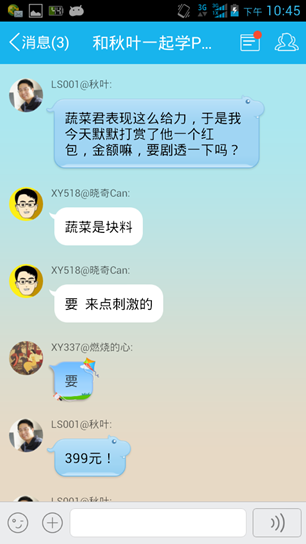 3G 下午 10:45
消息(3) 和秋叶一起学P...
LS001@秋叶:
蔬菜君表现这么给力，于是我
今天默默打赏了他一个红
包，金额嘛，要剧透一下吗？
XY518@晓奇Can:
蔬菜是块料
XY518@晓奇Can:
要 来点刺激的
XY337@燃烧的心:
要
LS001@秋叶:
399元！
LS001@秋叶: